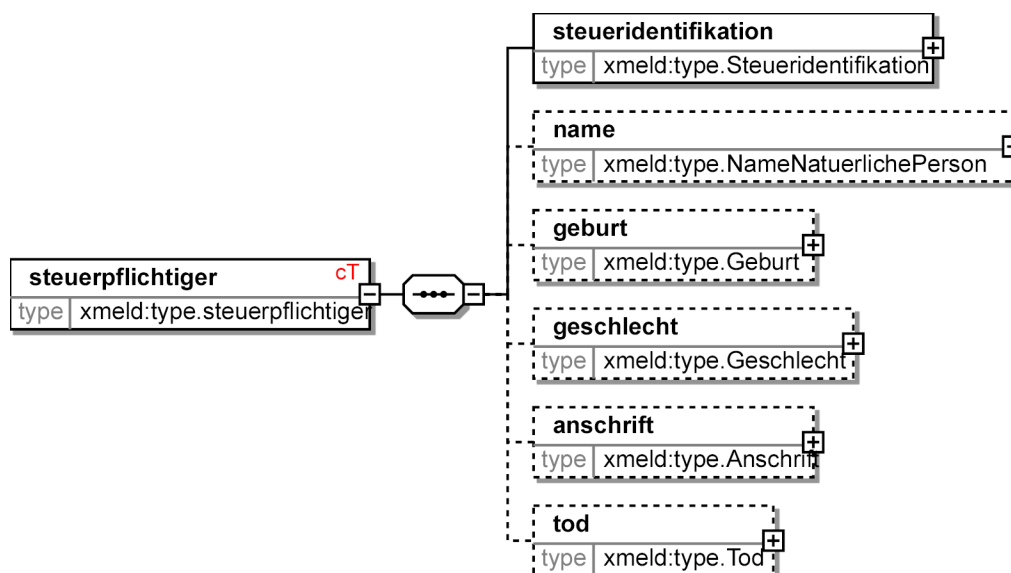 steueridentifikation
type xmeld:type.Steueridentifikation
name
type xmeld:type.NameNatuerlichePerson
geburt
type xmeld:type.Geburt
steuerpflichtiger cT
type xmeld:type.steuerpflichtiger
geschlecht
type xmeld:type.Geschlecht
anschrift
type xmeld:type.Anschrift
tod
type xmeld:type.Tod